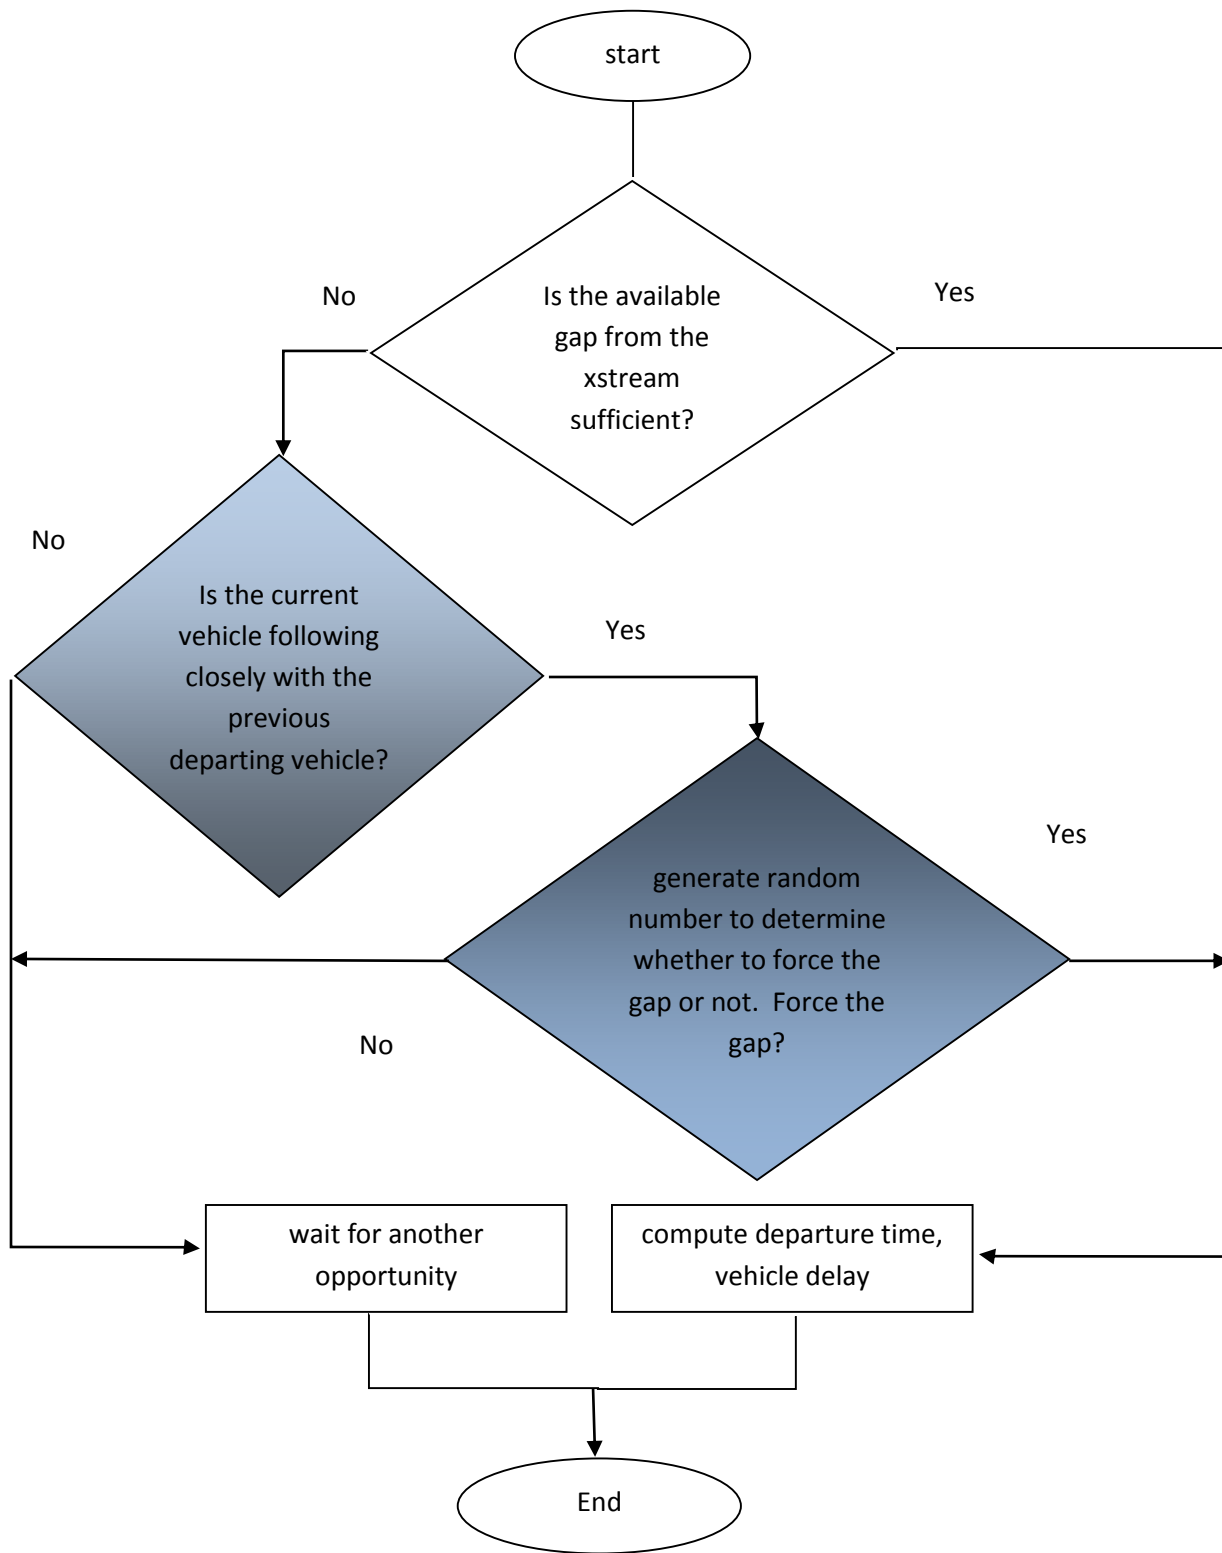 start
No
Yes
Is the available
gap from the
xstream
sufficient?
No
Is the current
vehicle following
closely with the
previous
departing vehicle?
Yes
Yes
generate random
number to determine
whether to force the
gap or not.  Force the
gap?
No
wait for another
opportunity
compute departure time,
vehicle delay
End